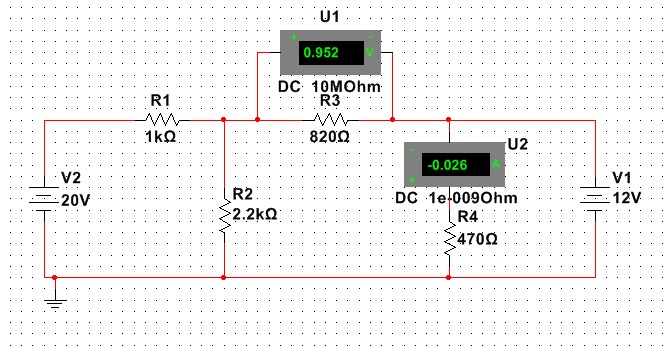 U1
+ -
0.952 V
DC 10MOhm
R1
R3
1kΩ
820Ω
U2
-
-0.026 A
+
V2
20V
V1
12V
DC 1e-009Ohm
R2
2.2kΩ
R4
470Ω